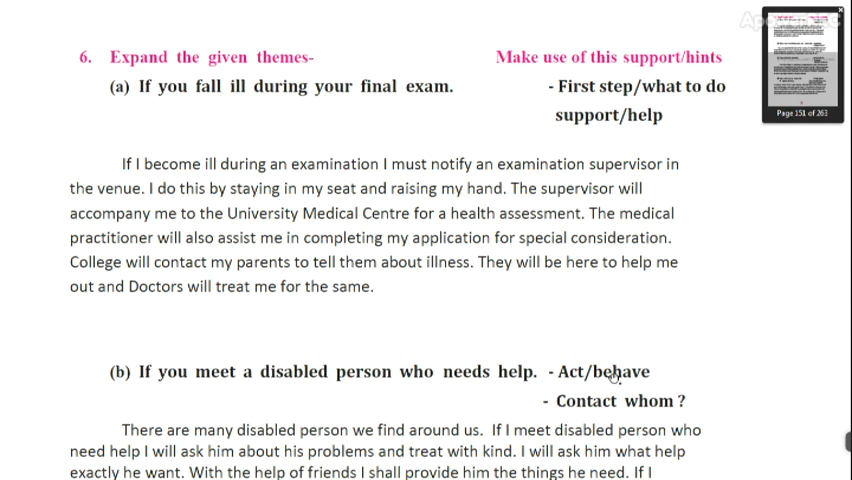 6. Expand the given themes- Make use of this support/hints
(a) If you fall ill during your final exam. - First step/what to do
support/help
If I become ill during an examination I must notify an examination supervisor in
the venue. I do this by staying in my seat and raising my hand. The supervisor will
accompany me to the University Medical Centre for a health assessment. The medical
practitioner will also assist me in completing my application for special consideration.
College will contact my parents to tell them about illness. They will be here to help me
out and Doctors will treat me for the same.
(b) If you meet a disabled person who needs help. - Act/behave
- Contact whom ?
There are many disabled person we find around us. If I meet disabled person who
need help I will ask him about his problems and treat with kind. I will ask him what help
exactly he want. With the help of friends I shall provide him the things he need. If I
Page 151 of 263